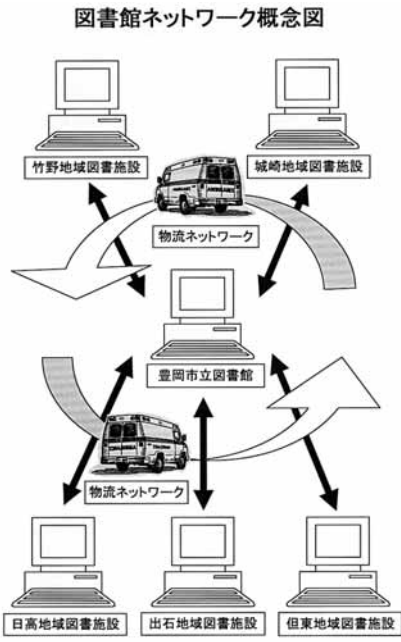 図書館ネットワーク概念図
竹野地域図書施設
城崎地域図書施設
AMBULANCE
物流ネットワーク
豊岡市立図書館
物流ネットワーク
日高地域図書施設
出石地域図書施設
但東地域図書施設